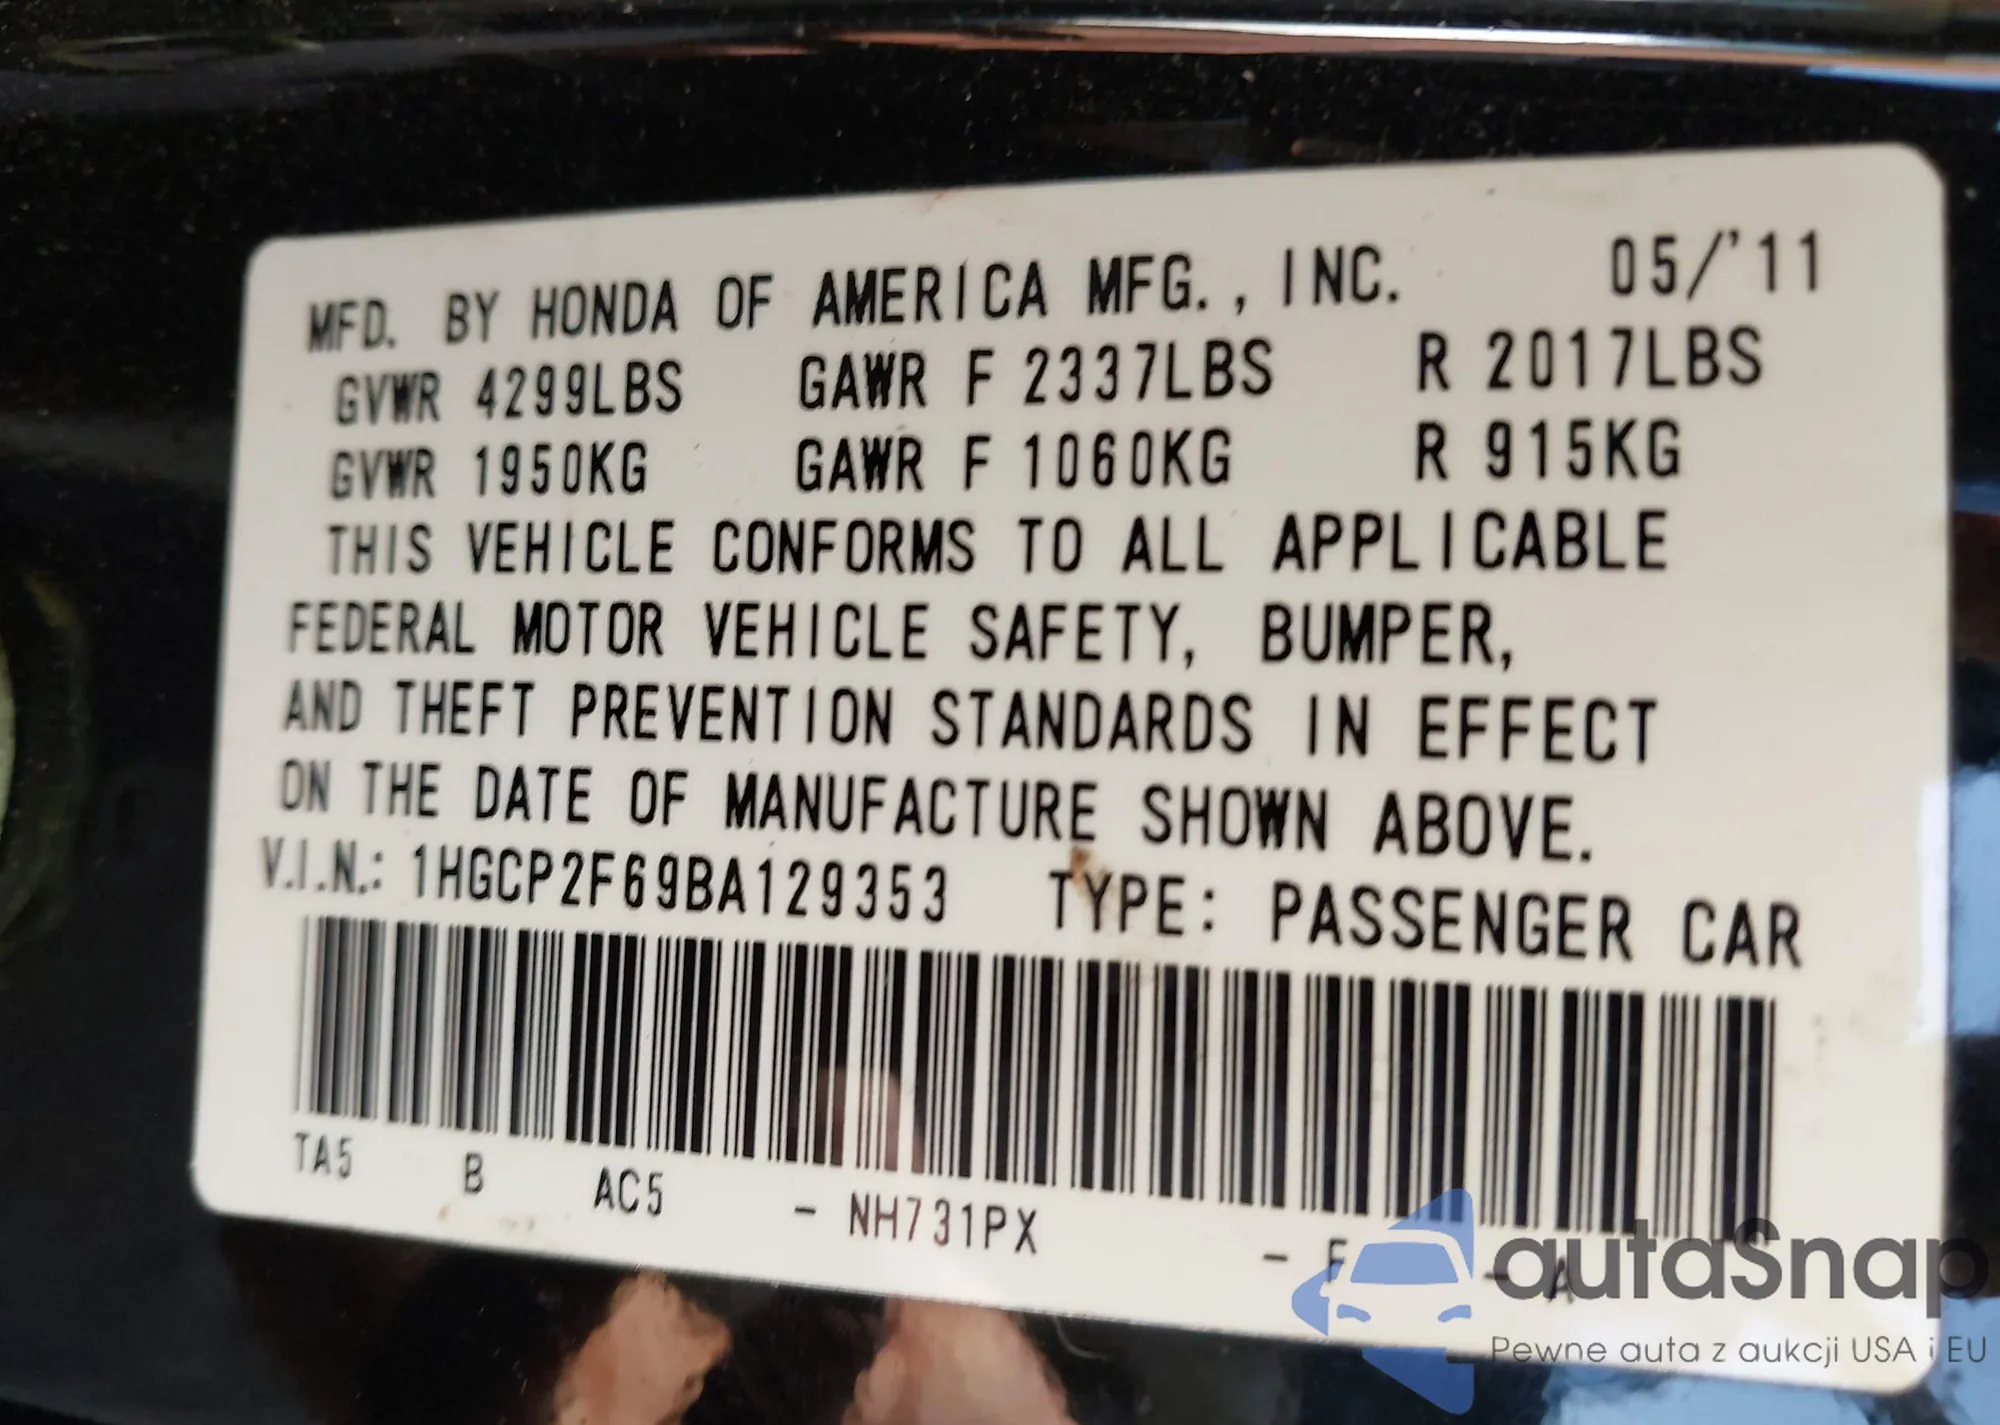 MFD. BY HONDA OF AMERICA MFG., INC. 05/'11
GVWR 4299LBS GAWR F 2337LBS R 2017LBS
GVWR 1950KG GAWR F 1060KG R 915KG
THIS VEHICLE CONFORMS TO ALL APPLICABLE
FEDERAL MOTOR VEHICLE SAFETY, BUMPER,
AND THEFT PREVENTION STANDARDS IN EFFECT
ON THE DATE OF MANUFACTURE SHOWN ABOVE.
V.I.N.: 1HGCP2F69BA129353 TYPE: PASSENGER CAR
TA5 B AC5 - NH731PX - - A
autaSnap
Pewne auta z aukcji USA i EU